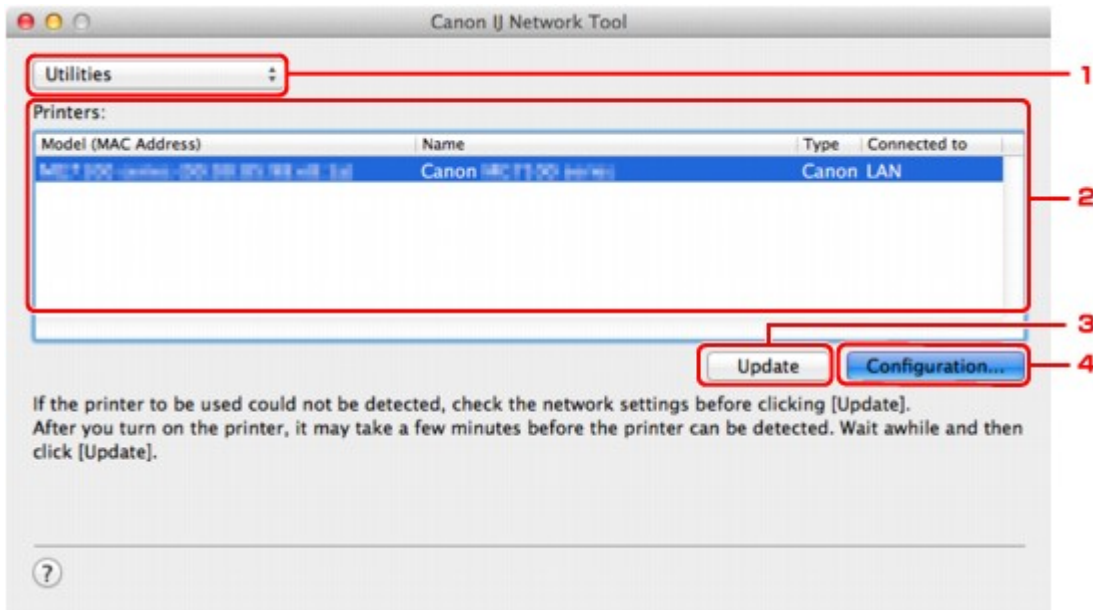 Canon IJ Network Tool
Utilities
1
Printers:
Model (MAC Address) Name Type Connected to
Canon Canon LAN
2
3
Update Configuration... 4
If the printer to be used could not be detected, check the network settings before clicking [Update].
After you turn on the printer, it may take a few minutes before the printer can be detected. Wait awhile and then
click [Update].
?